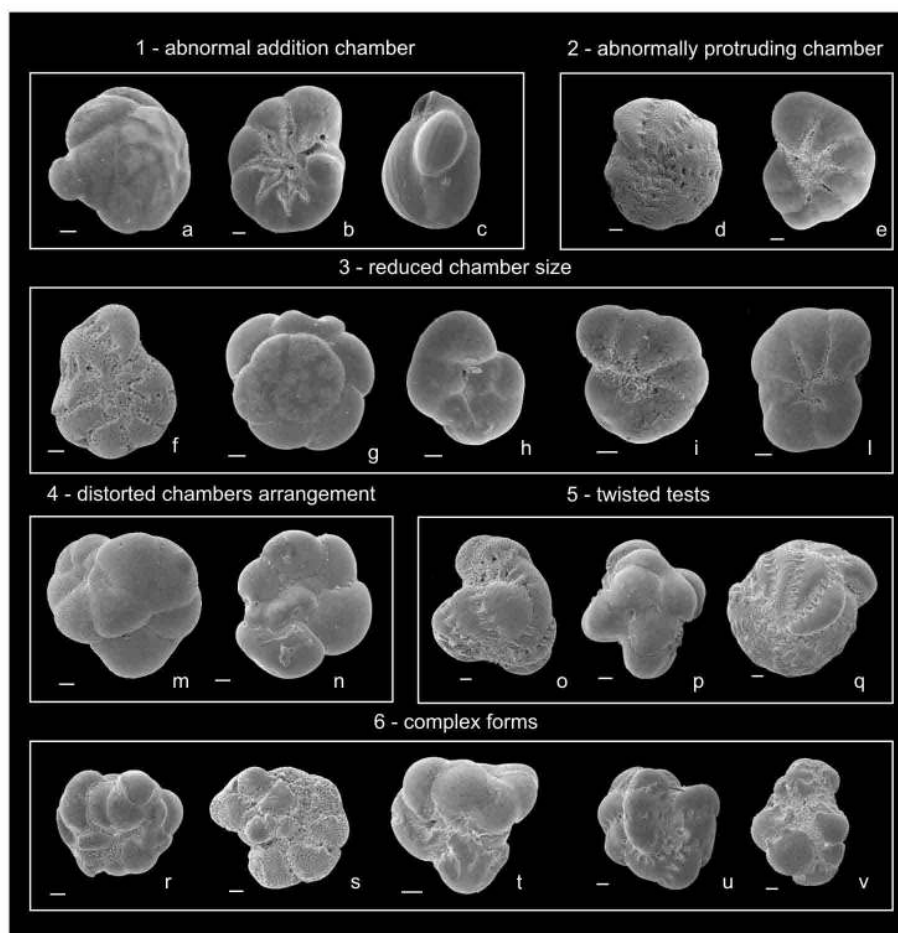 1 - abnormal addition chamber
2 - abnormally protruding chamber
a b c d e
3 - reduced chamber size
f g h i l
4 - distorted chambers arrangement
5 - twisted tests
m n o p q
6 - complex forms
r s t u v